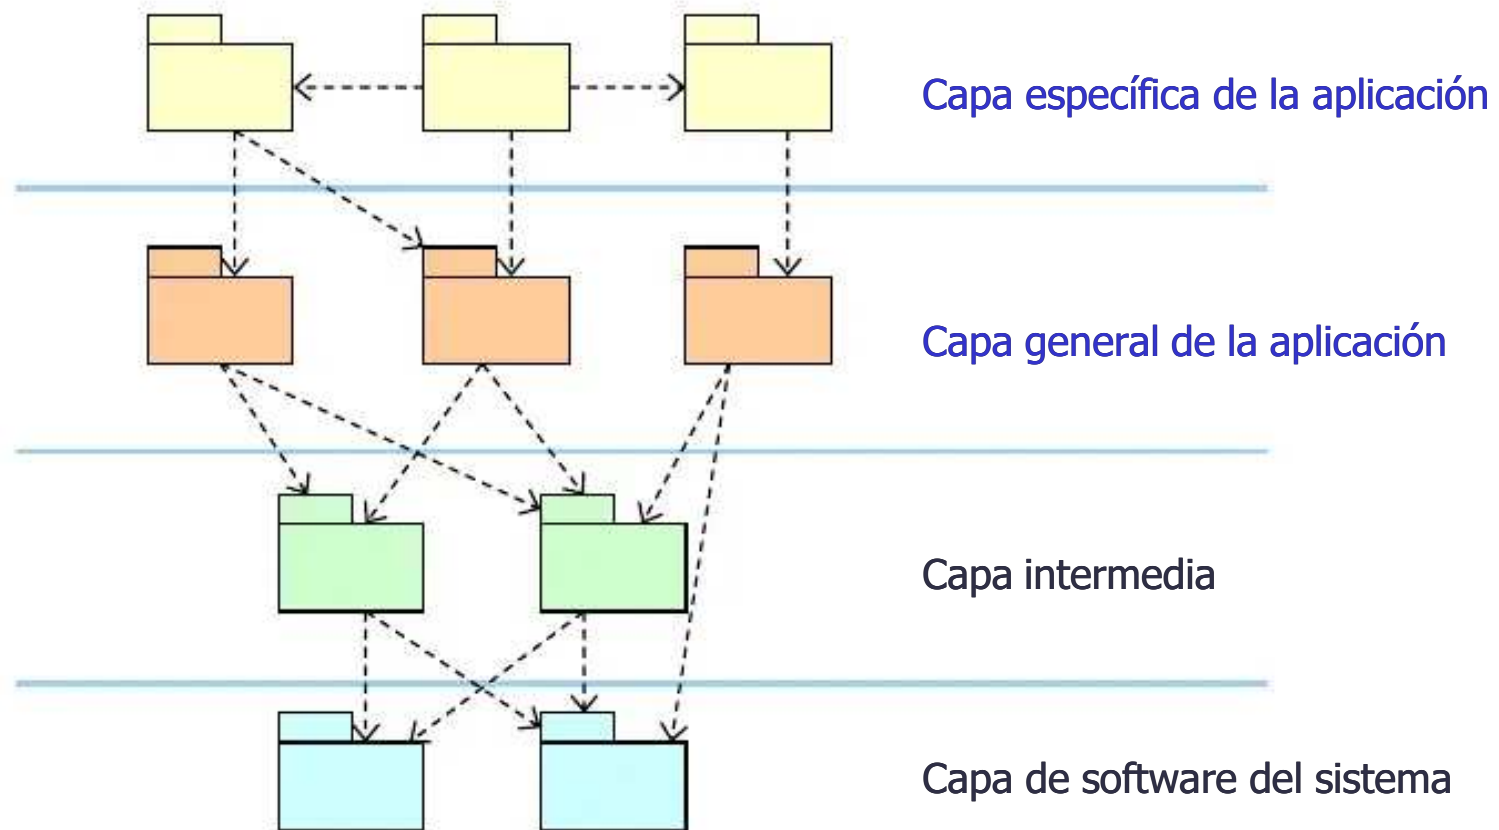 Capa específica de la aplicación
Capa general de la aplicación
Capa intermedia
Capa de software del sistema